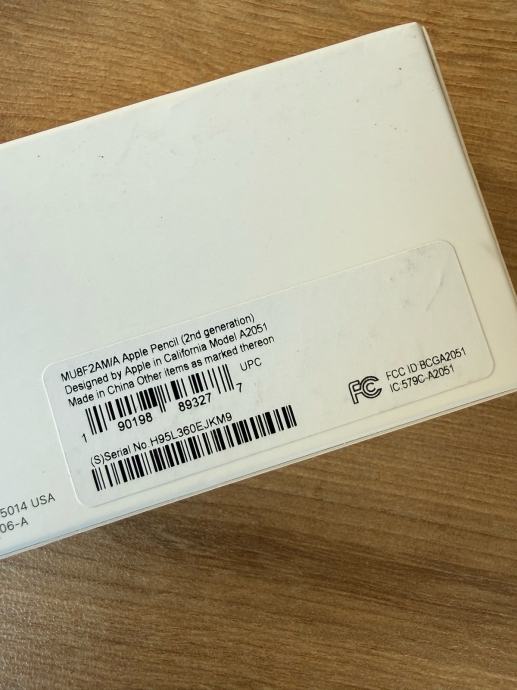 MU8F2AM/A Apple Pencil (2nd generation)
Designed by Apple in California Model A2051
Made in China Other items as marked thereon
UPC
1 90198 89327 7
(S)Serial No.H95L360EJKM9
FC
FCC ID BCGA2051
IC:579C-A2051
5014 USA
06-A